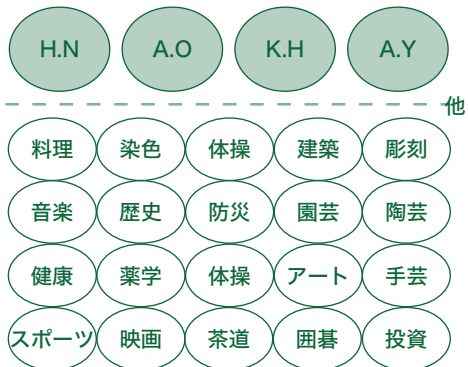 H.N A.O K.H A.Y
他
料理 染色 体操 建築 彫刻
音楽 歴史 防災 園芸 陶芸
健康 薬学 体操 アート 手芸
スポーツ 映画 茶道 囲碁 投資